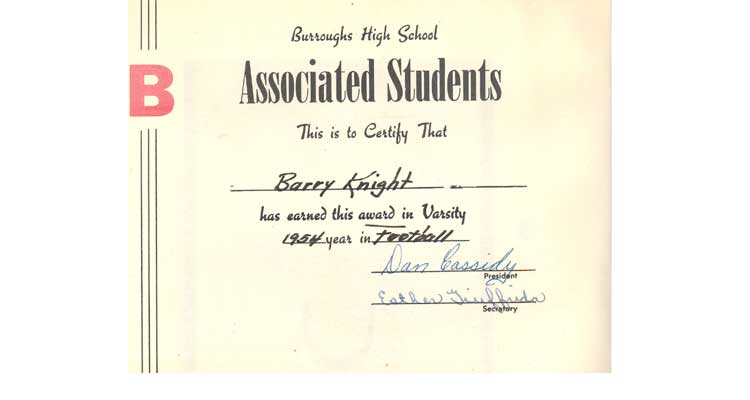 Burroughs High School
B
Associated Students
This is to Certify That
Barry Knight
has earned this award in Varsity
1954 year in Football
Dan Cassidy
President
Esther
Secretary